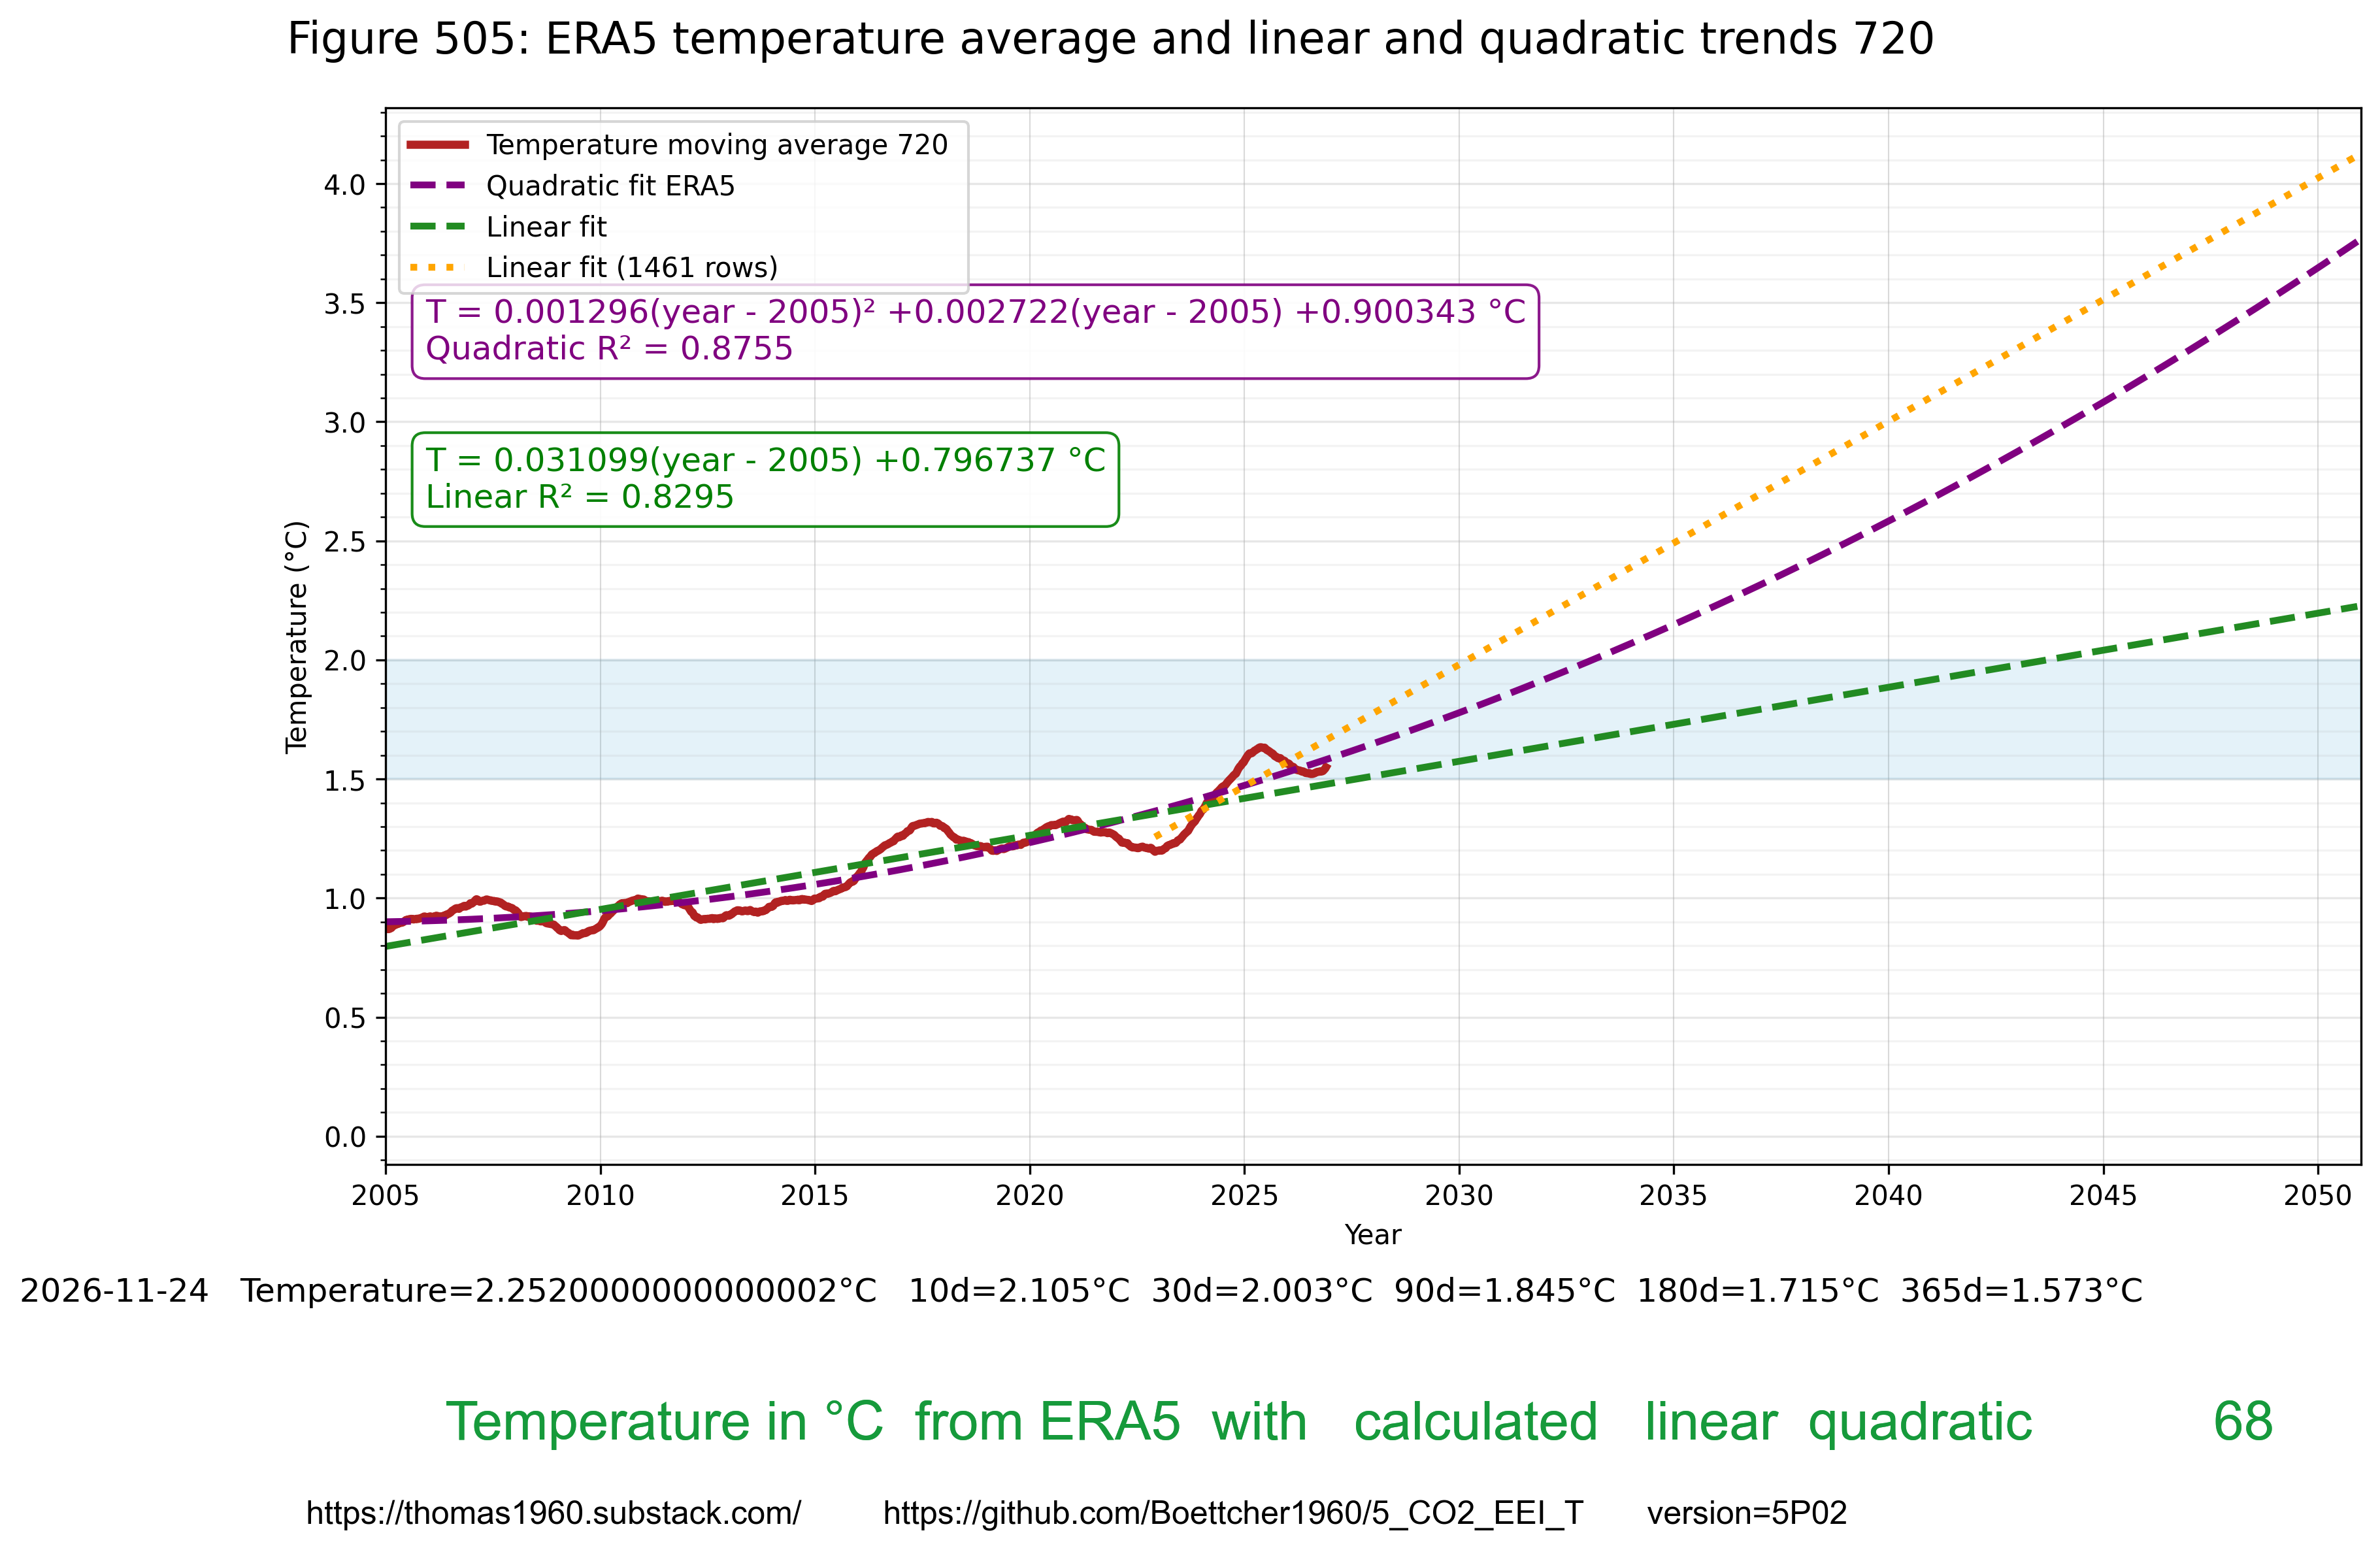 Figure 505: ERA5 temperature average and linear and quadratic trends 720
Temperature moving average 720
Quadratic fit ERA5
Linear fit
Linear fit (1461 rows)
T = 0.001296(year - 2005)² +0.002722(year - 2005) +0.900343 °C
Quadratic R² = 0.8755
T = 0.031099(year - 2005) +0.796737 °C
Linear R² = 0.8295
Temperature (°C)
4.0
3.5
3.0
2.5
2.0
1.5
1.0
0.5
0.0
2005 2010 2015 2020 2025 2030 2035 2040 2045 2050
Year
2026-11-24 Temperature=2.2520000000000002°C 10d=2.105°C 30d=2.003°C 90d=1.845°C 180d=1.715°C 365d=1.573°C
Temperature in °C from ERA5 with calculated linear quadratic 68
https://thomas1960.substack.com/ https://github.com/Boettcher1960/5_CO2_EEI_T version=5P02